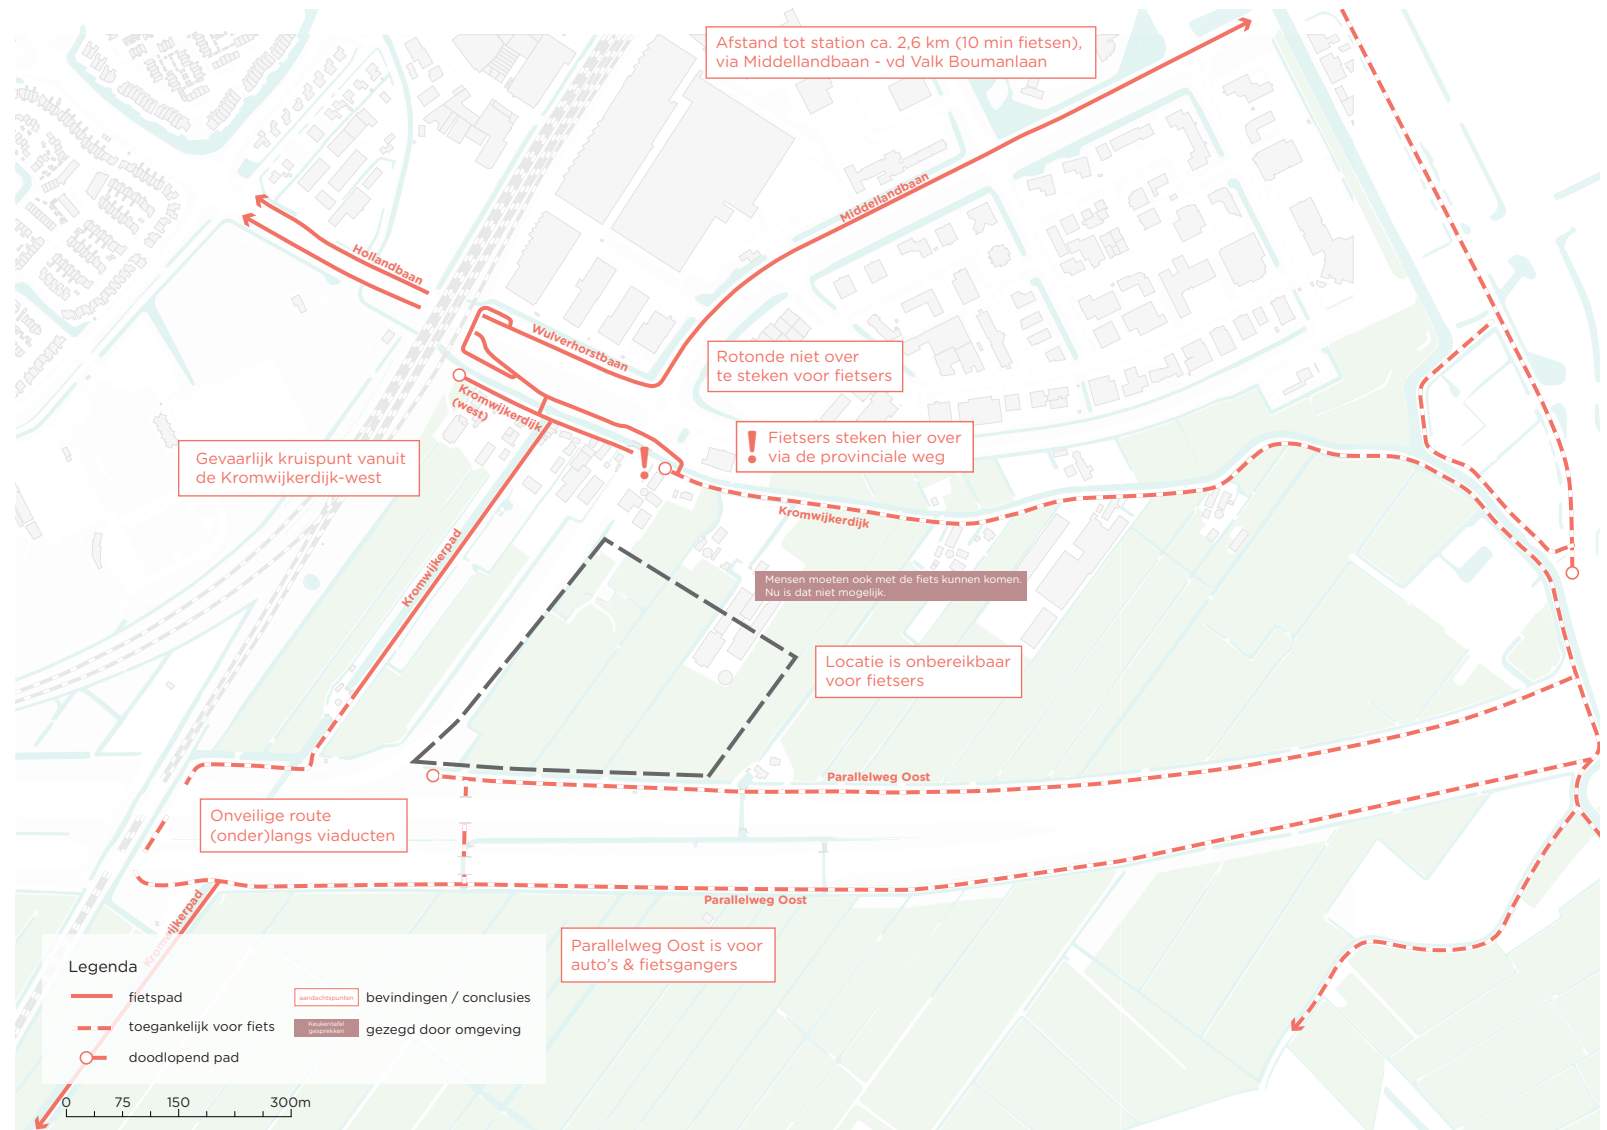 Afstand tot station ca. 2,6 km (10 min fietsen),
via Middellandbaan - vd Valk Boumanlaan
Middellandbaan
Hollandbaan
Wulverhorstbaan
Rotonde niet over
te steken voor fietsers
Kromwijkerdijk
(west)
! Fietsers steken hier over
via de provinciale weg
!
Gevaarlijk kruispunt vanuit
de Kromwijkerdijk-west
Kromwijkerdijk
Kromwijkerpad
Mensen moeten ook met de fiets kunnen komen.
Nu is dat niet mogelijk.
Locatie is onbereikbaar
voor fietsers
Parallelweg Oost
Onveilige route
(onder)langs viaducten
Parallelweg Oost
Kromwijkerpad
Parallelweg Oost is voor
auto's & fietsgangers
Legenda
fietspad
toegankelijk voor fiets
doodlopend pad
aandachtspunten
bevindingen / conclusies
Keukentafel
gesprekken
gezegd door omgeving
0 75 150 300m